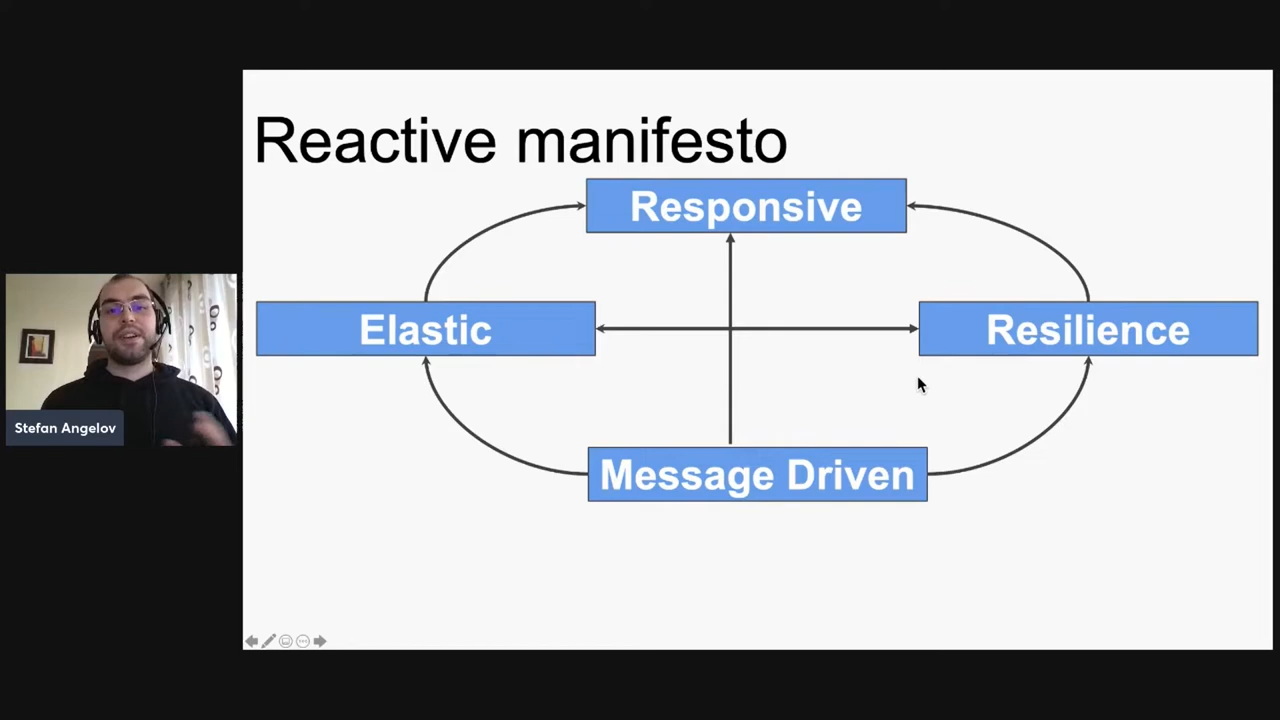 Reactive manifesto
Responsive
Elastic
Resilience
Message Driven
Stefan Angelov